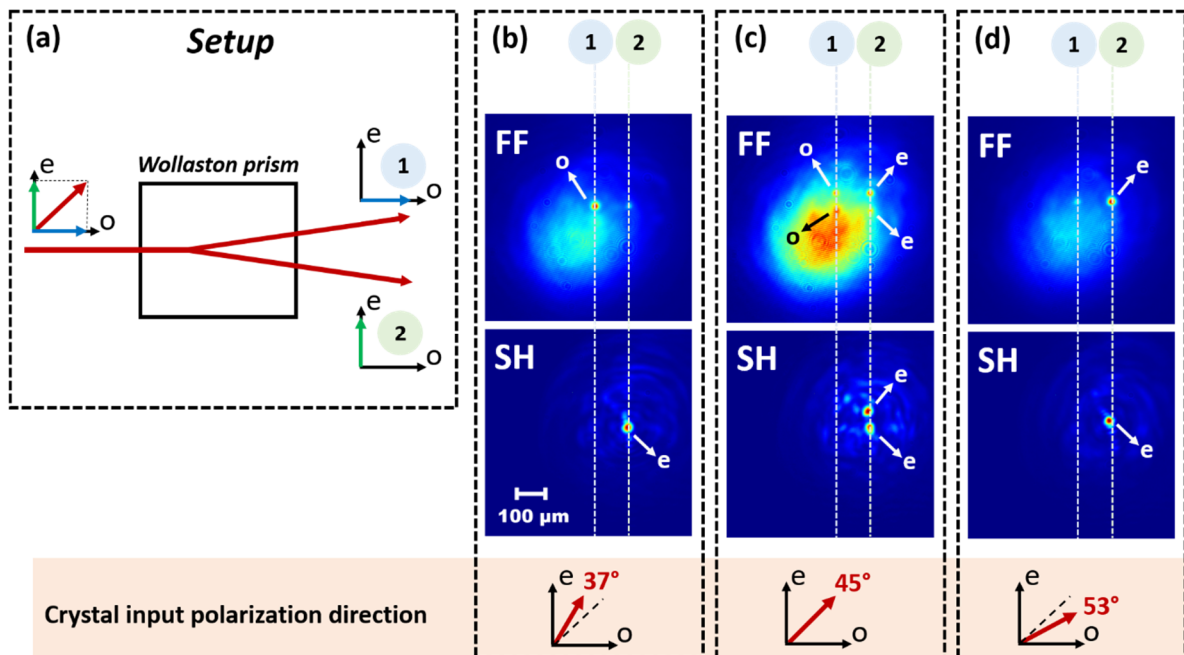 (a)
Setup
Wollaston prism
e
o
e
1
o
e
2
o
(b)
1
2
FF
o
SH
e
100 μm
(c)
1
2
FF
o
e
o
e
SH
e
e
(d)
1
2
FF
e
SH
e
Crystal input polarization direction
e
37°
o
e
45°
o
e
53°
o